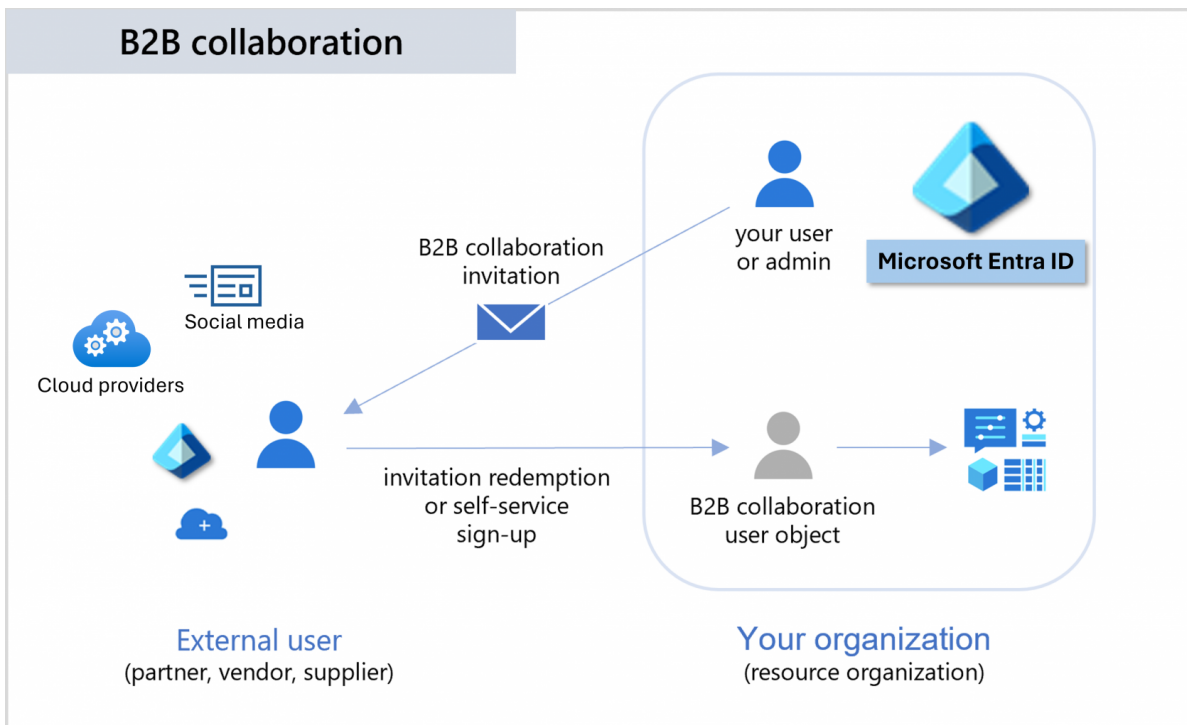 B2B collaboration
your user
or admin
Microsoft Entra ID
B2B collaboration
invitation
Social media
Cloud providers
invitation redemption
or self-service
sign-up
B2B collaboration
user object
External user
(partner, vendor, supplier)
Your organization
(resource organization)